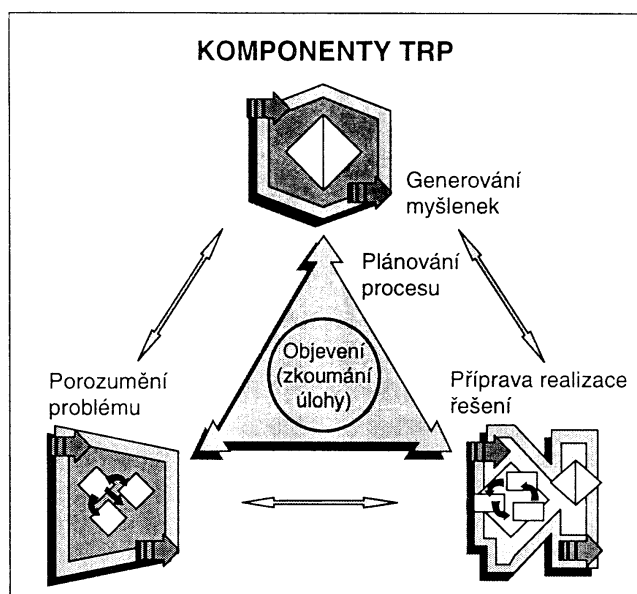 KOMPONENTY TRP
Generování
myšlenek
Plánování
procesu
Objevení
(zkoumání
úlohy)
Porozumění
problému
Příprava realizace
řešení